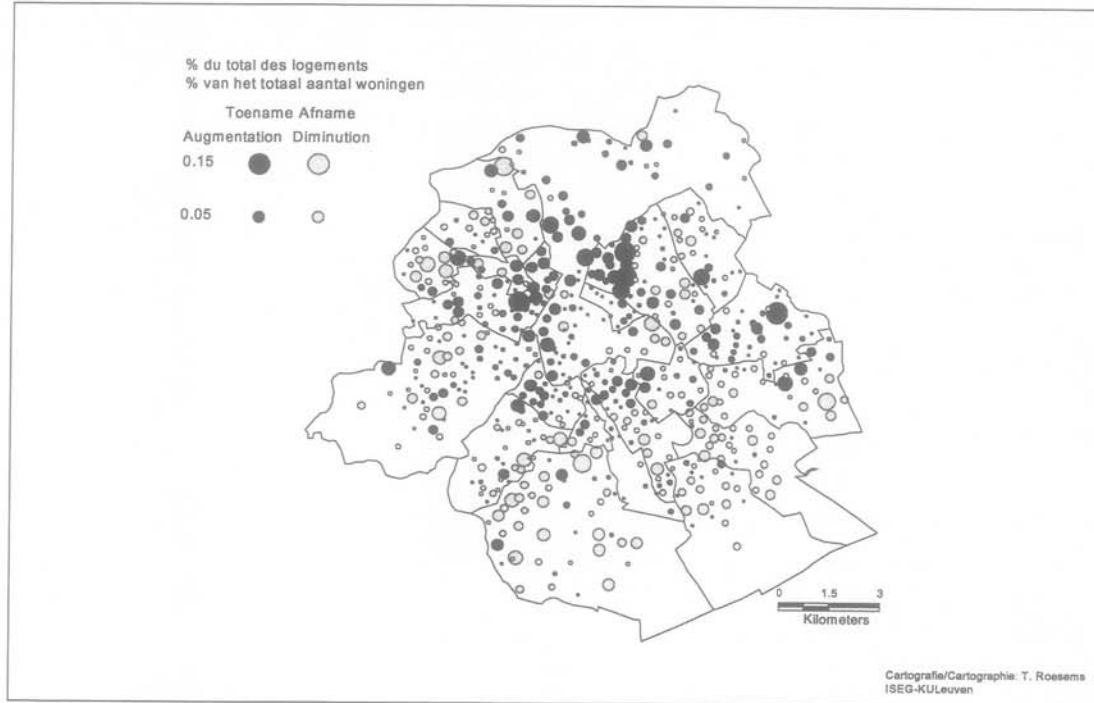 % du total des logements
% van het totaal aantal woningen
Toename Afname
Augmentation Diminution
0.15
0.05
0 1.5 3
Kilometers
Cartografie/Cartographie: T. Roesems
ISEG-KULeuven